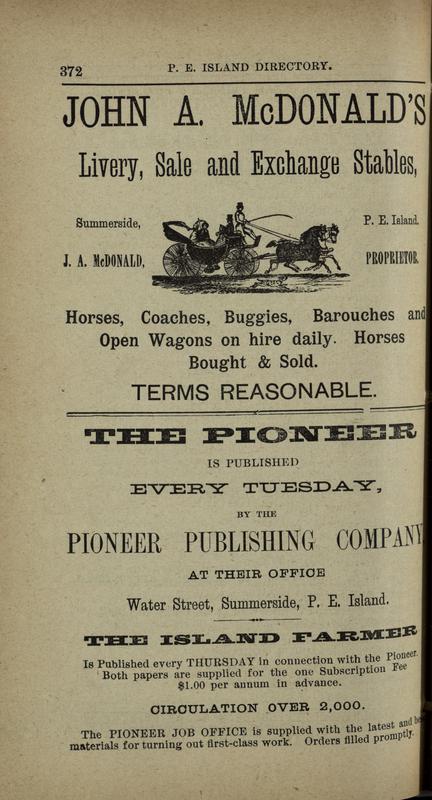 372
P. E. ISLAND DIRECTORY.
JOHN A. McDONALD'S
Livery, Sale and Exchange Stables,
Summerside,
P. E. Island.
J. A. McDONALD,
PROPRIETOR.
Horses, Coaches, Buggies, Barouches and
Open Wagons on hire daily. Horses
Bought & Sold.
TERMS REASONABLE.
THE PIONEER
IS PUBLISHED
EVERY TUESDAY,
BY THE
PIONEER PUBLISHING COMPANY
AT THEIR OFFICE
Water Street, Summerside, P. E. Island.
THE ISLAND FARMER
Is Published every THURSDAY in connection with the Pioneer.
Both papers are supplied for the one Subscription Fee
$1.00 per annum in advance.
CIRCULATION OVER 2,000.
The PIONEER JOB OFFICE is supplied with the latest and
materials for turning out first-class work. Orders filled promptly.